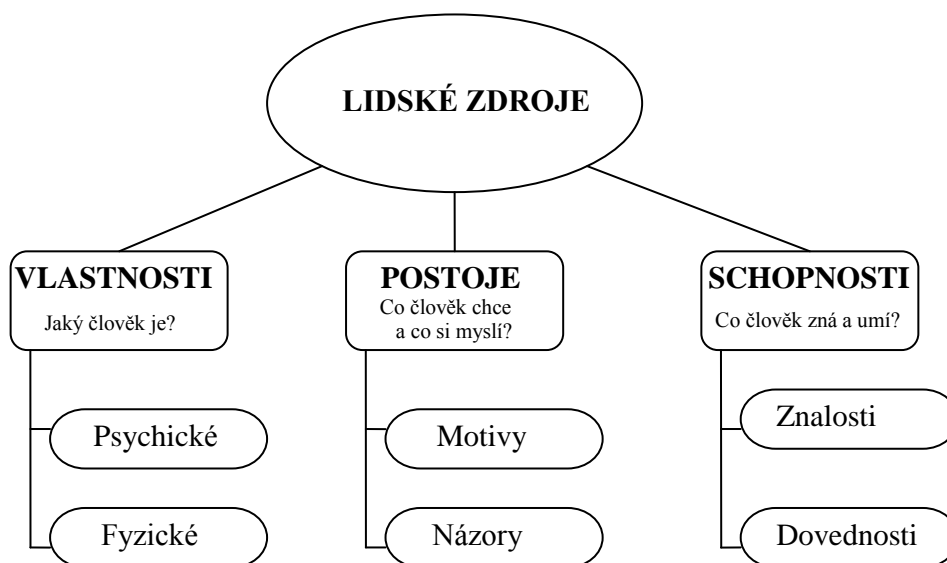 LIDSKÉ ZDROJE
VLASTNOSTI
Jaký člověk je?
POSTOJE
Co člověk chce
a co si myslí?
SCHOPNOSTI
Co člověk zná a umí?
Psychické
Fyzické
Motivy
Názory
Znalosti
Dovednosti